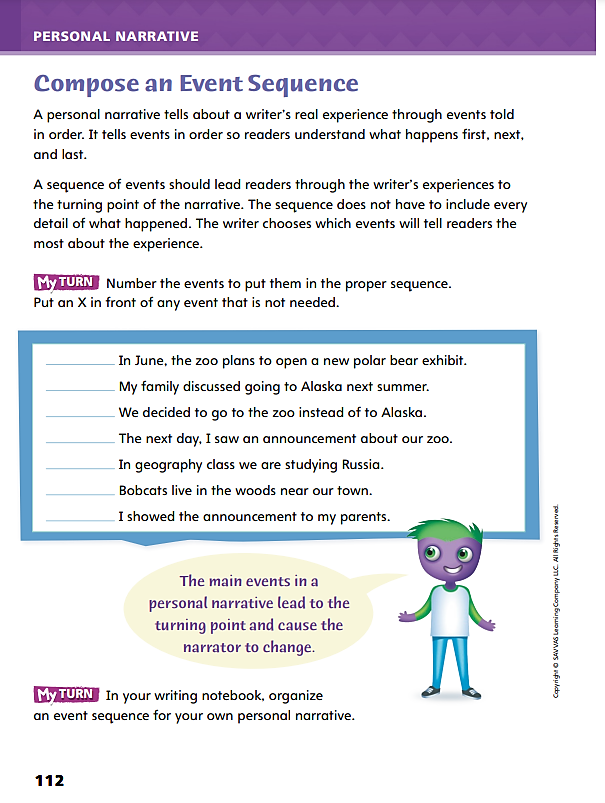 PERSONAL NARRATIVE
Compose an Event Sequence
A personal narrative tells about a writer's real experience through events told
in order. It tells events in order so readers understand what happens first, next,
and last.
A sequence of events should lead readers through the writer's experiences to
the turning point of the narrative. The sequence does not have to include every
detail of what happened. The writer chooses which events will tell readers the
most about the experience.
My TURN Number the events to put them in the proper sequence.
Put an X in front of any event that is not needed.
In June, the zoo plans to open a new polar bear exhibit.
My family discussed going to Alaska next summer.
We decided to go to the zoo instead of to Alaska.
The next day, I saw an announcement about our zoo.
In geography class we are studying Russia.
Bobcats live in the woods near our town.
I showed the announcement to my parents.
The main events in a
personal narrative lead to the
turning point and cause the
narrator to change.
My TURN In your writing notebook, organize
an event sequence for your own personal narrative.
Copyright © SAVVAS Learning Company LLC. All Rights Reserved.
112